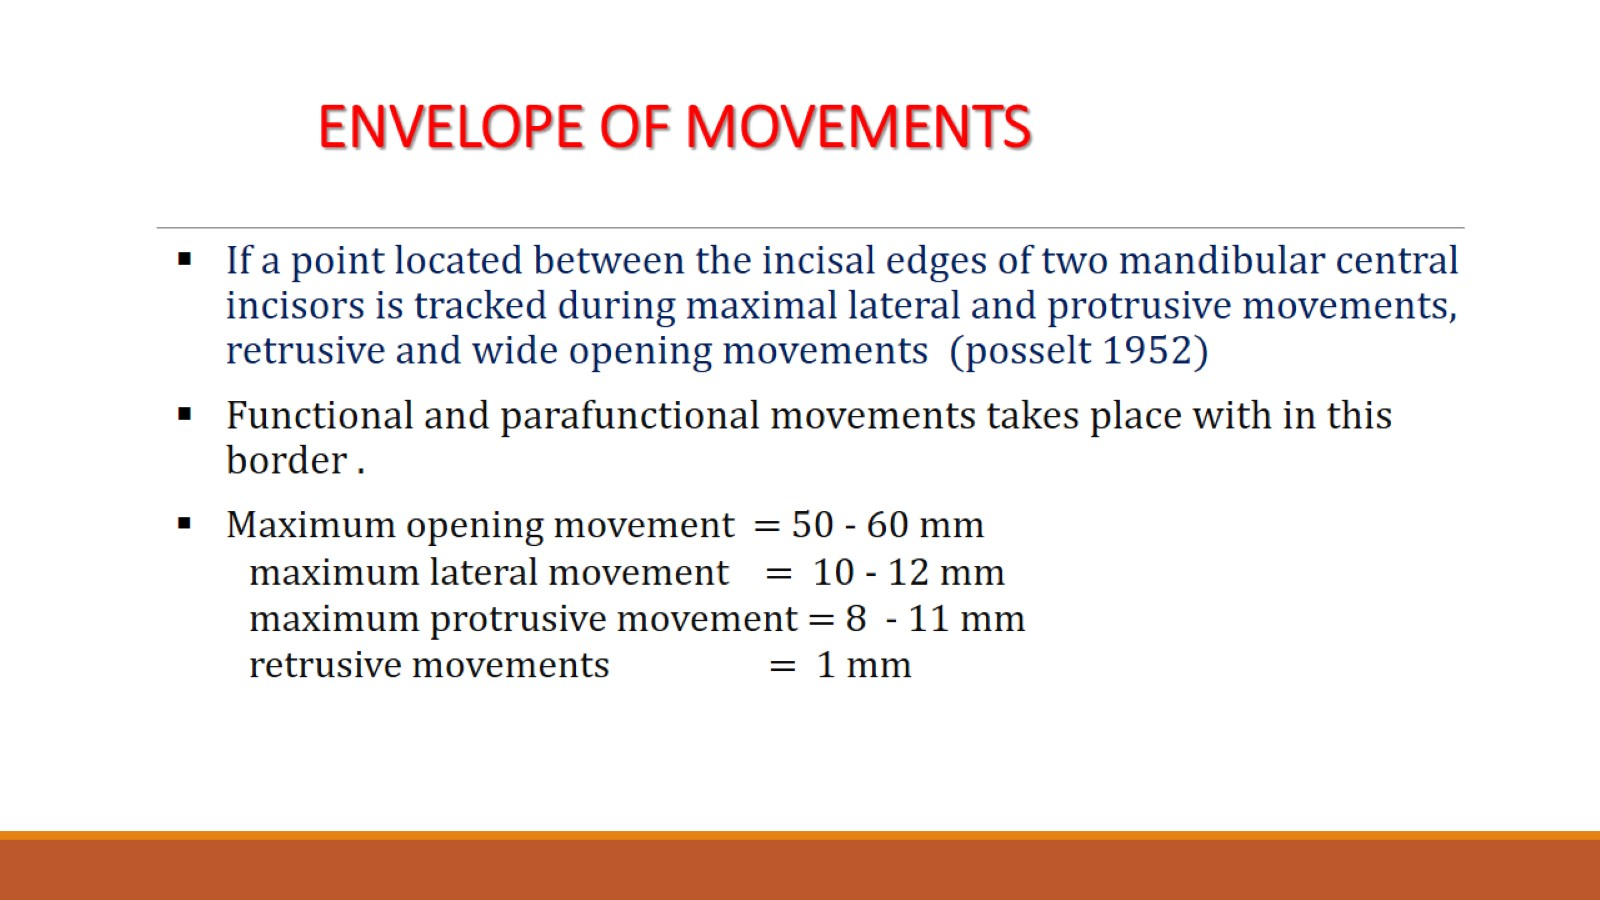 ENVELOPE OF MOVEMENTS
▪ If a point located between the incisal edges of two mandibular central
incisors is tracked during maximal lateral and protrusive movements,
retrusive and wide opening movements (posselt 1952)
▪ Functional and parafunctional movements takes place with in this
border .
▪ Maximum opening movement = 50 - 60 mm
maximum lateral movement = 10 - 12 mm
maximum protrusive movement = 8 - 11 mm
retrusive movements = 1 mm